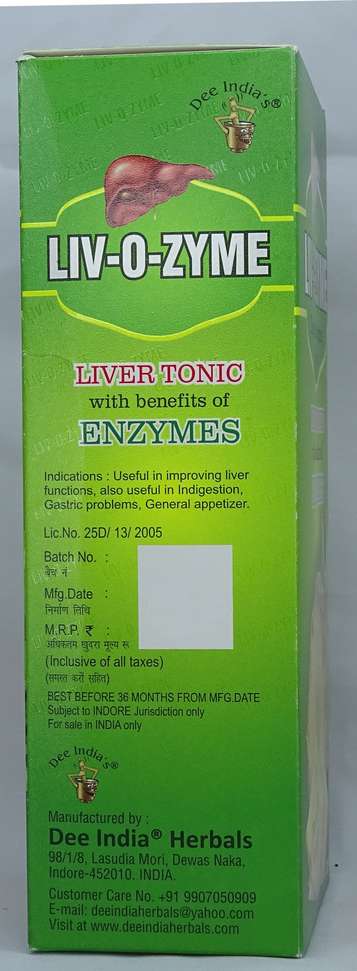 Dee India's®
LIV-O-ZYME
LIVER TONIC
with benefits of
ENZYMES
Indications : Useful in improving liver
functions, also useful in Indigestion,
Gastric problems, General appetizer.
Lic.No. 25D/ 13/ 2005
Batch No. :
बैच नं
Mfg.Date :
निर्माण तिथि
M.R.P. ₹ :
अधिकतम खुदरा मूल्य रू
(Inclusive of all taxes)
(समस्त करों सहित)
BEST BEFORE 36 MONTHS FROM MFG.DATE
Subject to INDORE Jurisdiction only
For sale in INDIA only
Dee India's®
Manufactured by :
Dee India® Herbals
98/1/8, Lasudia Mori, Dewas Naka,
Indore-452010. INDIA.
Customer Care No. +91 9907050909
E-mail: deeindiaherbals@yahoo.com
Visit at www.deeindiaherbals.com